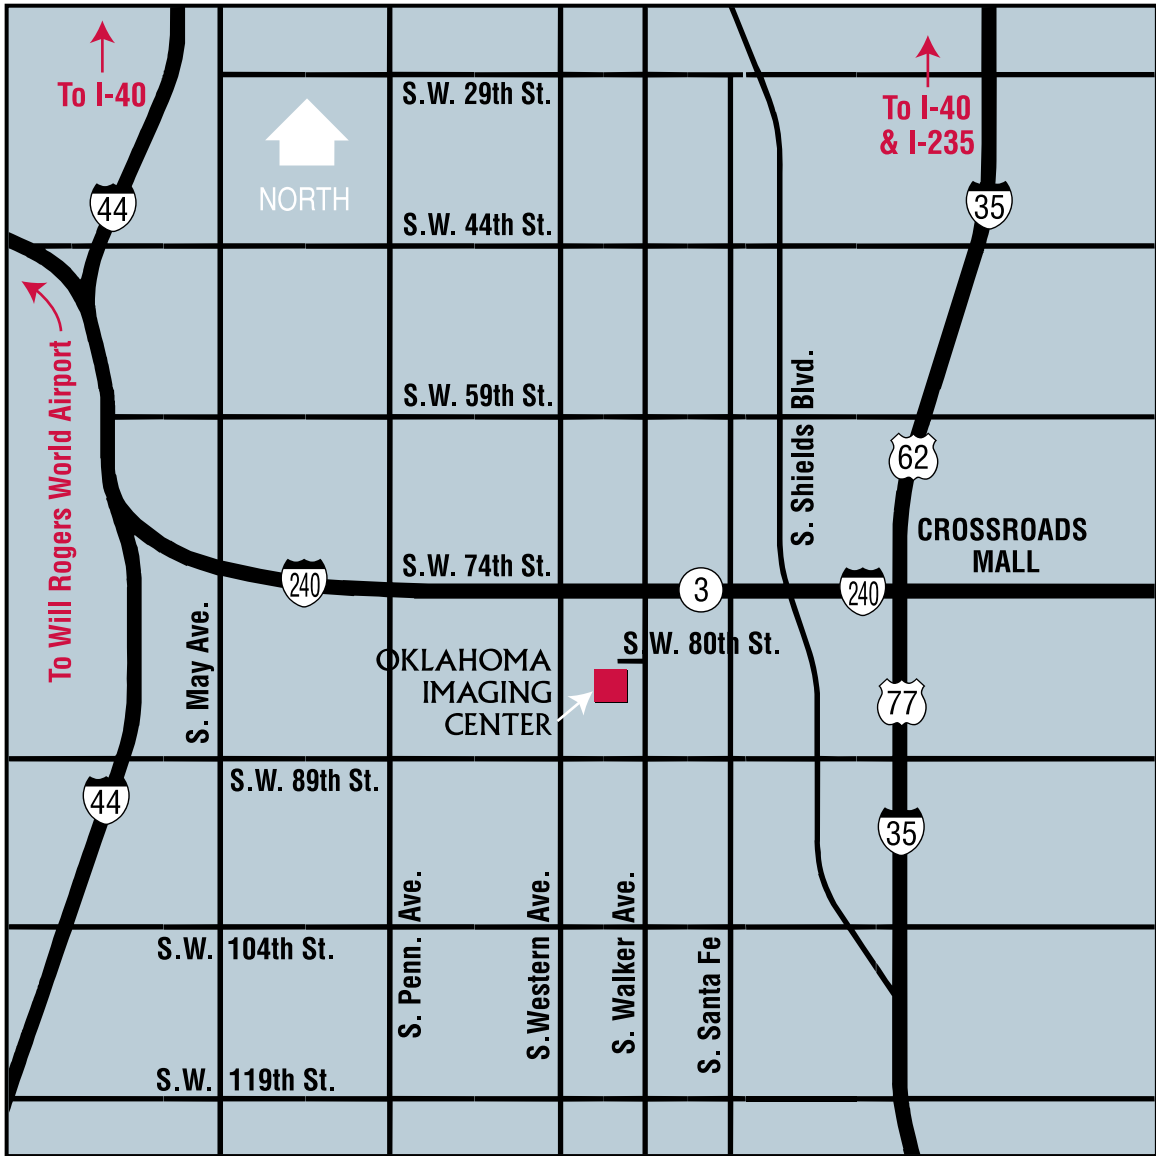 To I-40
S.W. 29th St.
To I-40
& I-235
NORTH
44
35
S.W. 44th St.
To Will Rogers World Airport
S.W. 59th St.
S. Shields Blvd.
62
CROSSROADS
MALL
S.W. 74th St.
240
3
240
S. May Ave.
S.W. 80th St.
OKLAHOMA
IMAGING
CENTER
77
S.W. 89th St.
44
35
S. Penn. Ave.
S.Western Ave.
S. Walker Ave.
S. Santa Fe
S.W. 104th St.
S.W. 119th St.